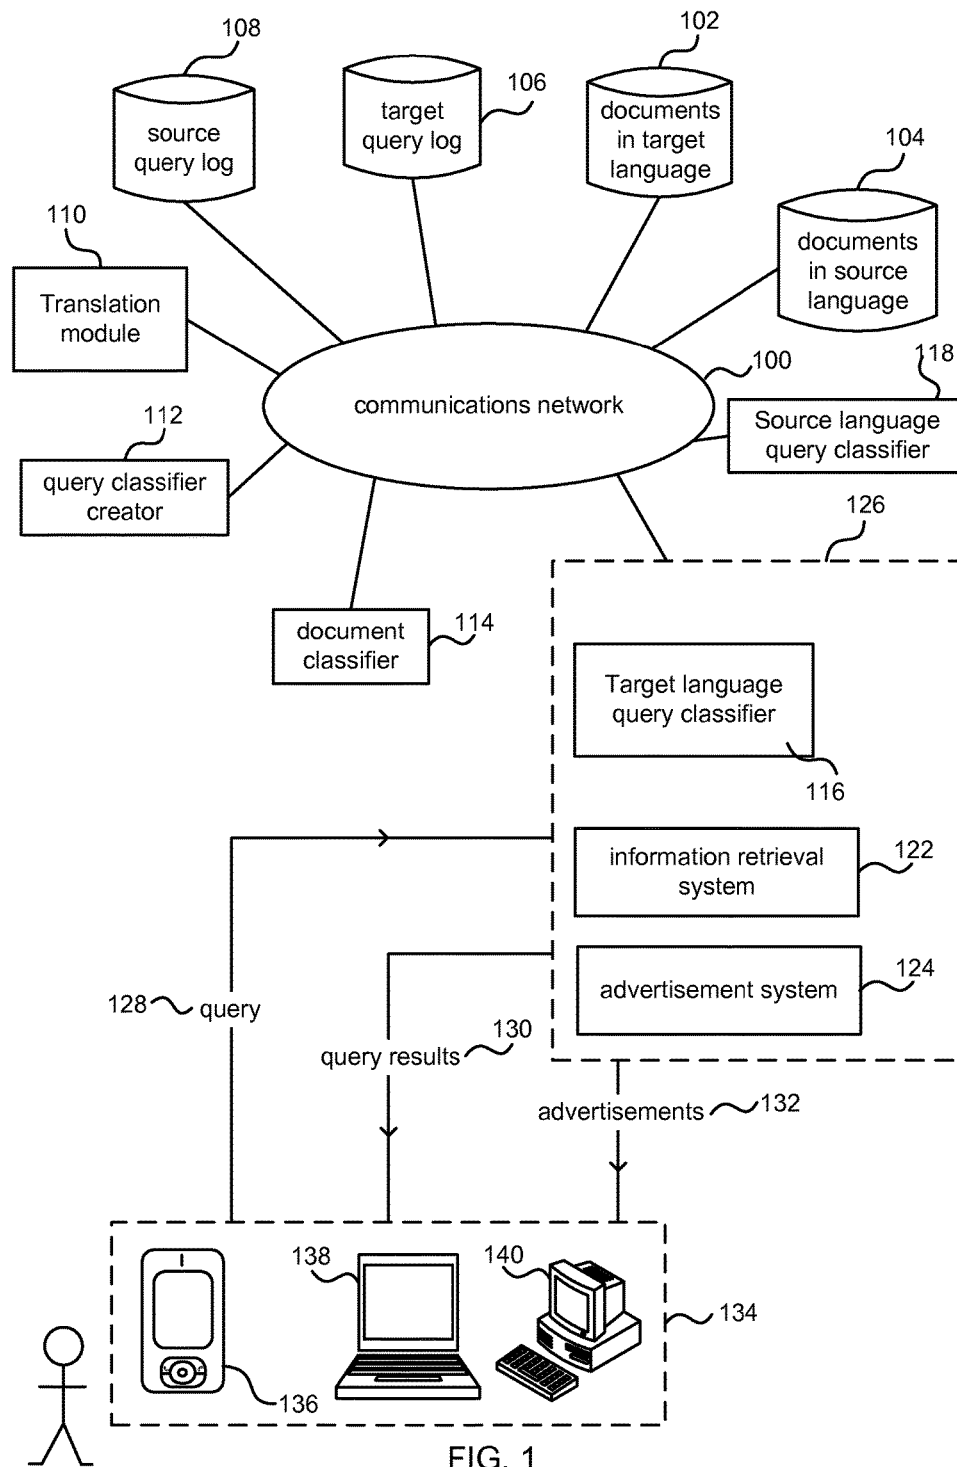 108
102
106
source
query log
target
query log
documents
in target
language
104
110
documents
in source
language
Translation
module
100
118
communications network
112
Source language
query classifier
query classifier
creator
126
document
classifier
114
Target language
query classifier
116
information retrieval
system
122
advertisement system
124
128
query
query results
130
advertisements
132
138
140
134
136
FIG. 1